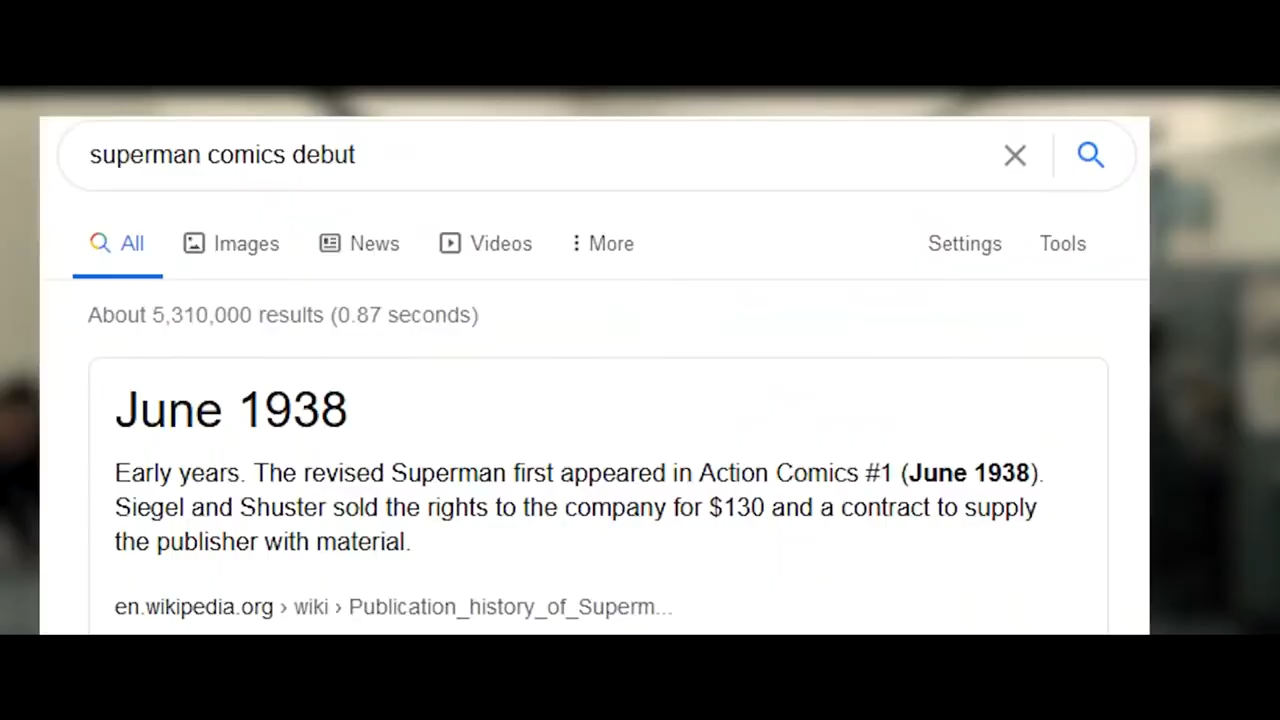 superman comics debut
All Images News Videos More Settings Tools
About 5,310,000 results (0.87 seconds)
June 1938
Early years. The revised Superman first appeared in Action Comics #1 (June 1938).
Siegel and Shuster sold the rights to the company for $130 and a contract to supply
the publisher with material.
en.wikipedia.org › wiki › Publication_history_of_Superm...